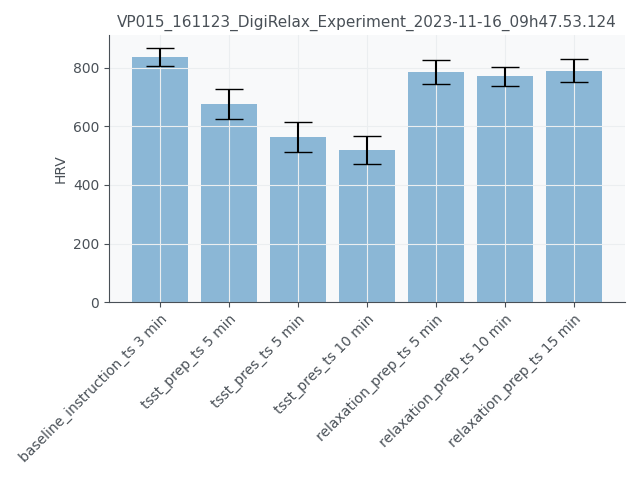 VP015_161123_DigiRelax_Experiment_2023-11-16_09h47.53.124
HRV
800
600
400
200
0
baseline_instruction_ts 3 min
tsst_prep_ts 5 min
tsst_pres_ts 5 min
tsst_pres_ts 10 min
relaxation_prep_ts 5 min
relaxation_prep_ts 10 min
relaxation_prep_ts 15 min